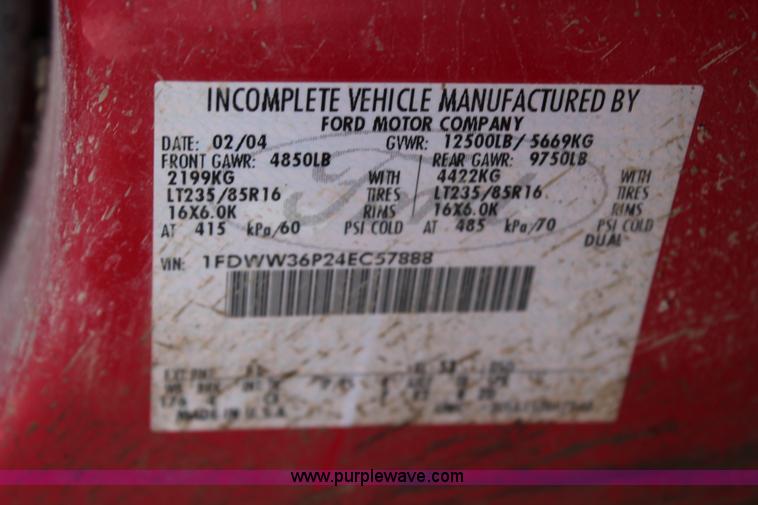 INCOMPLETE VEHICLE MANUFACTURED BY
FORD MOTOR COMPANY
DATE: 02/04 GVWR: 12500LB/ 5669KG
FRONT GAWR: 4850LB REAR GAWR: 9750LB
2199KG WITH 4422KG WITH
LT235/85R16 TIRES LT235/85R16 TIRES
16X6.0K RIMS 16X6.0K RIMS
AT 415 kPa/60 PSI COLD AT 485 kPa/70 PSI COLD
DUAL
VIN: 1FDWW36P24EC57888
MADE IN U.S.A
www.purplewave.com